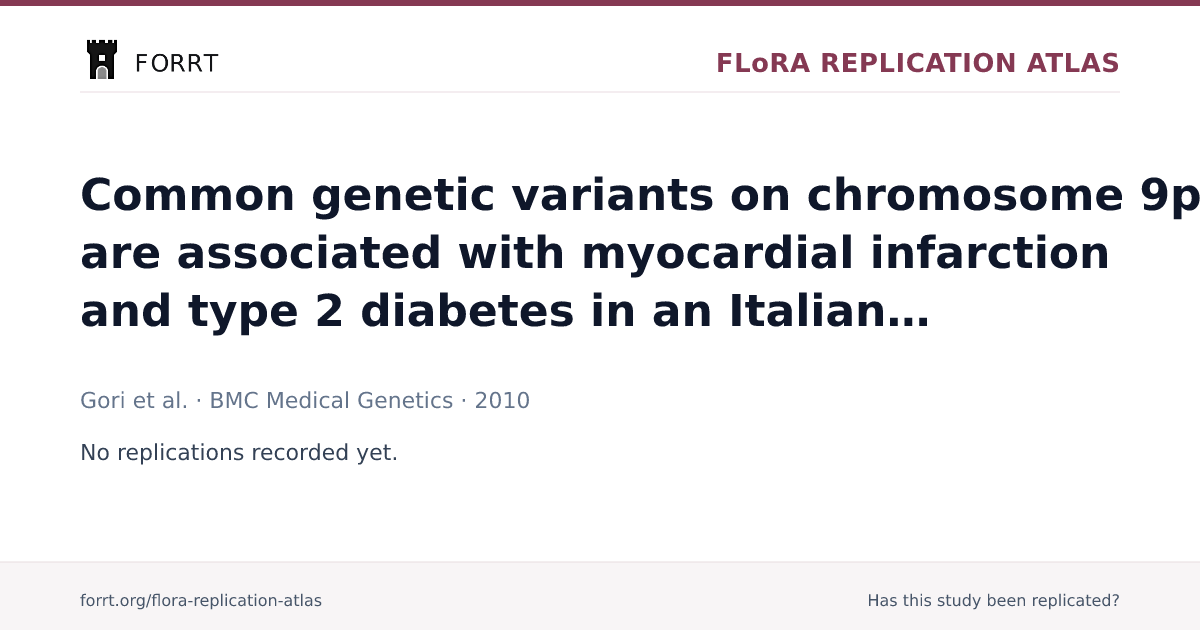 FORRT
FLoRA REPLICATION ATLAS
Common genetic variants on chromosome 9p
are associated with myocardial infarction
and type 2 diabetes in an Italian…
Gori et al. · BMC Medical Genetics · 2010
No replications recorded yet.
forrt.org/flora-replication-atlas
Has this study been replicated?